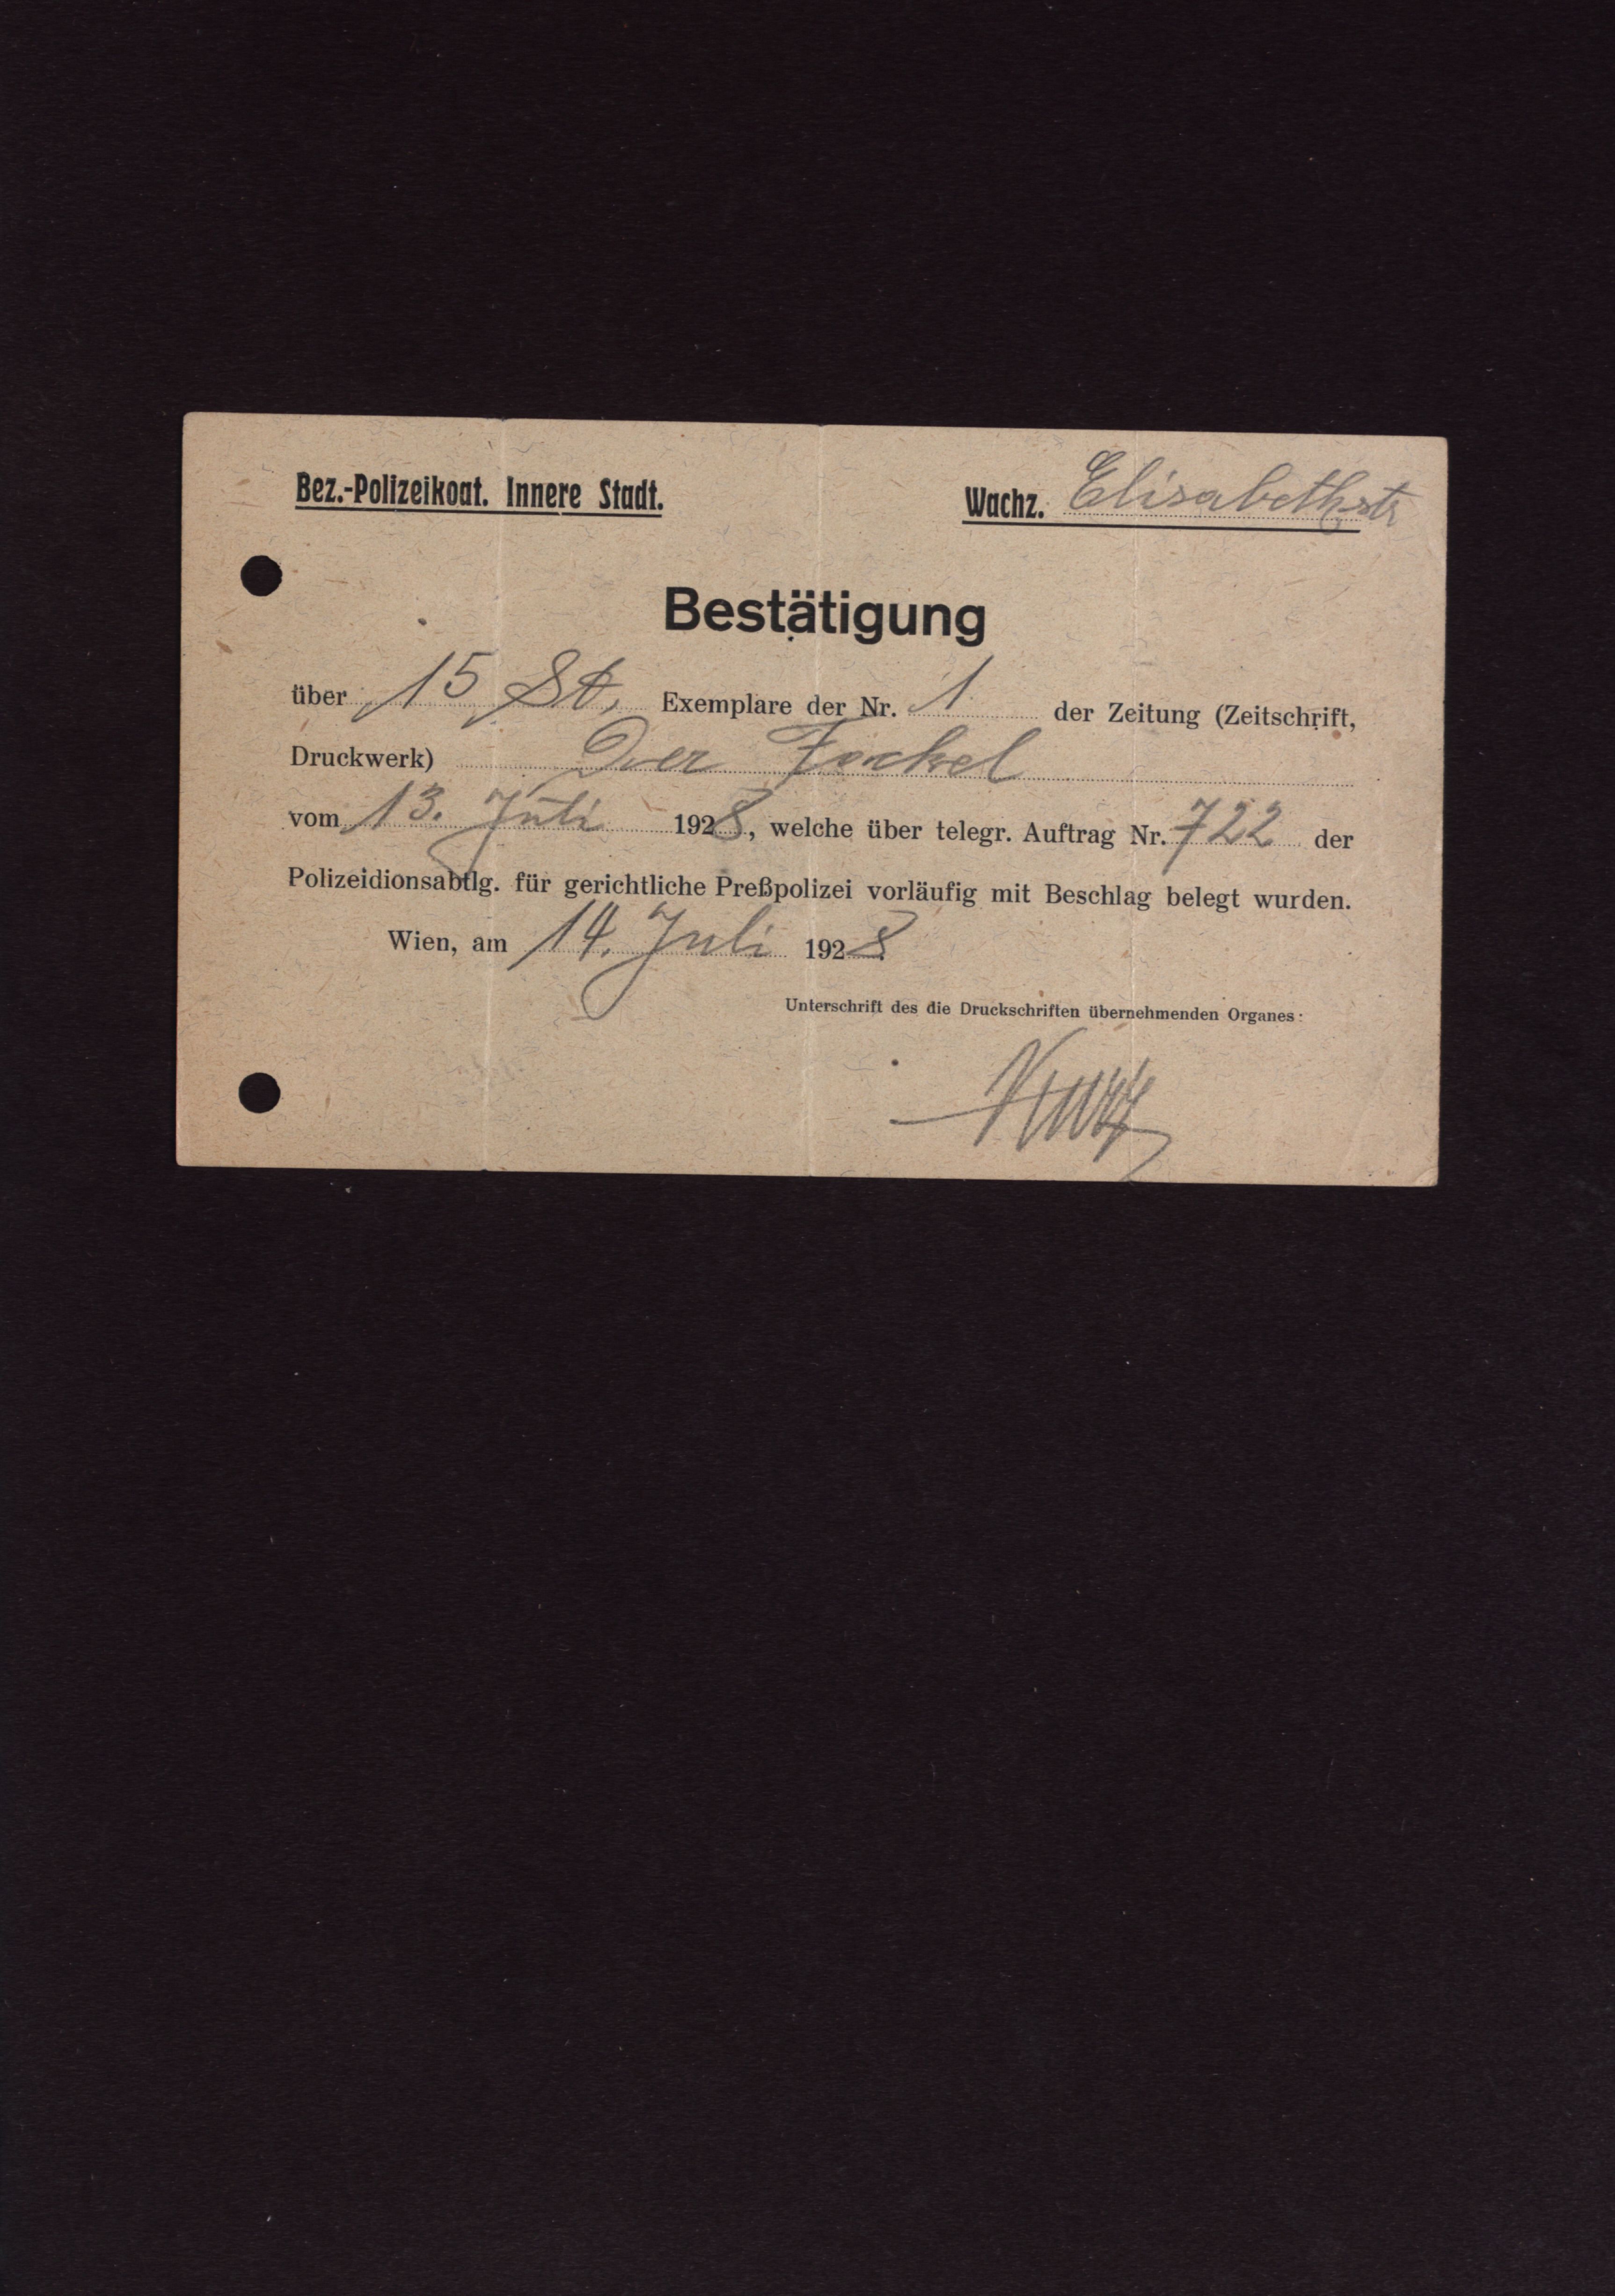 Bez.-Polizeikoat. Innere Stadt.
Wachz. Elisabethstr
Bestätigung
über 15 St, Exemplare der Nr. 1 der Zeitung (Zeitschrift,
Druckwerk) Der
vom 13. Juli 1928, welche über telegr. Auftrag Nr. 722 der
Polizeidionsabtlg. für gerichtliche Preßpolizei vorläufig mit Beschlag belegt wurden.
Wien, am 14. Juli 1928
Unterschrift des die Druckschriften übernehmenden Organes: